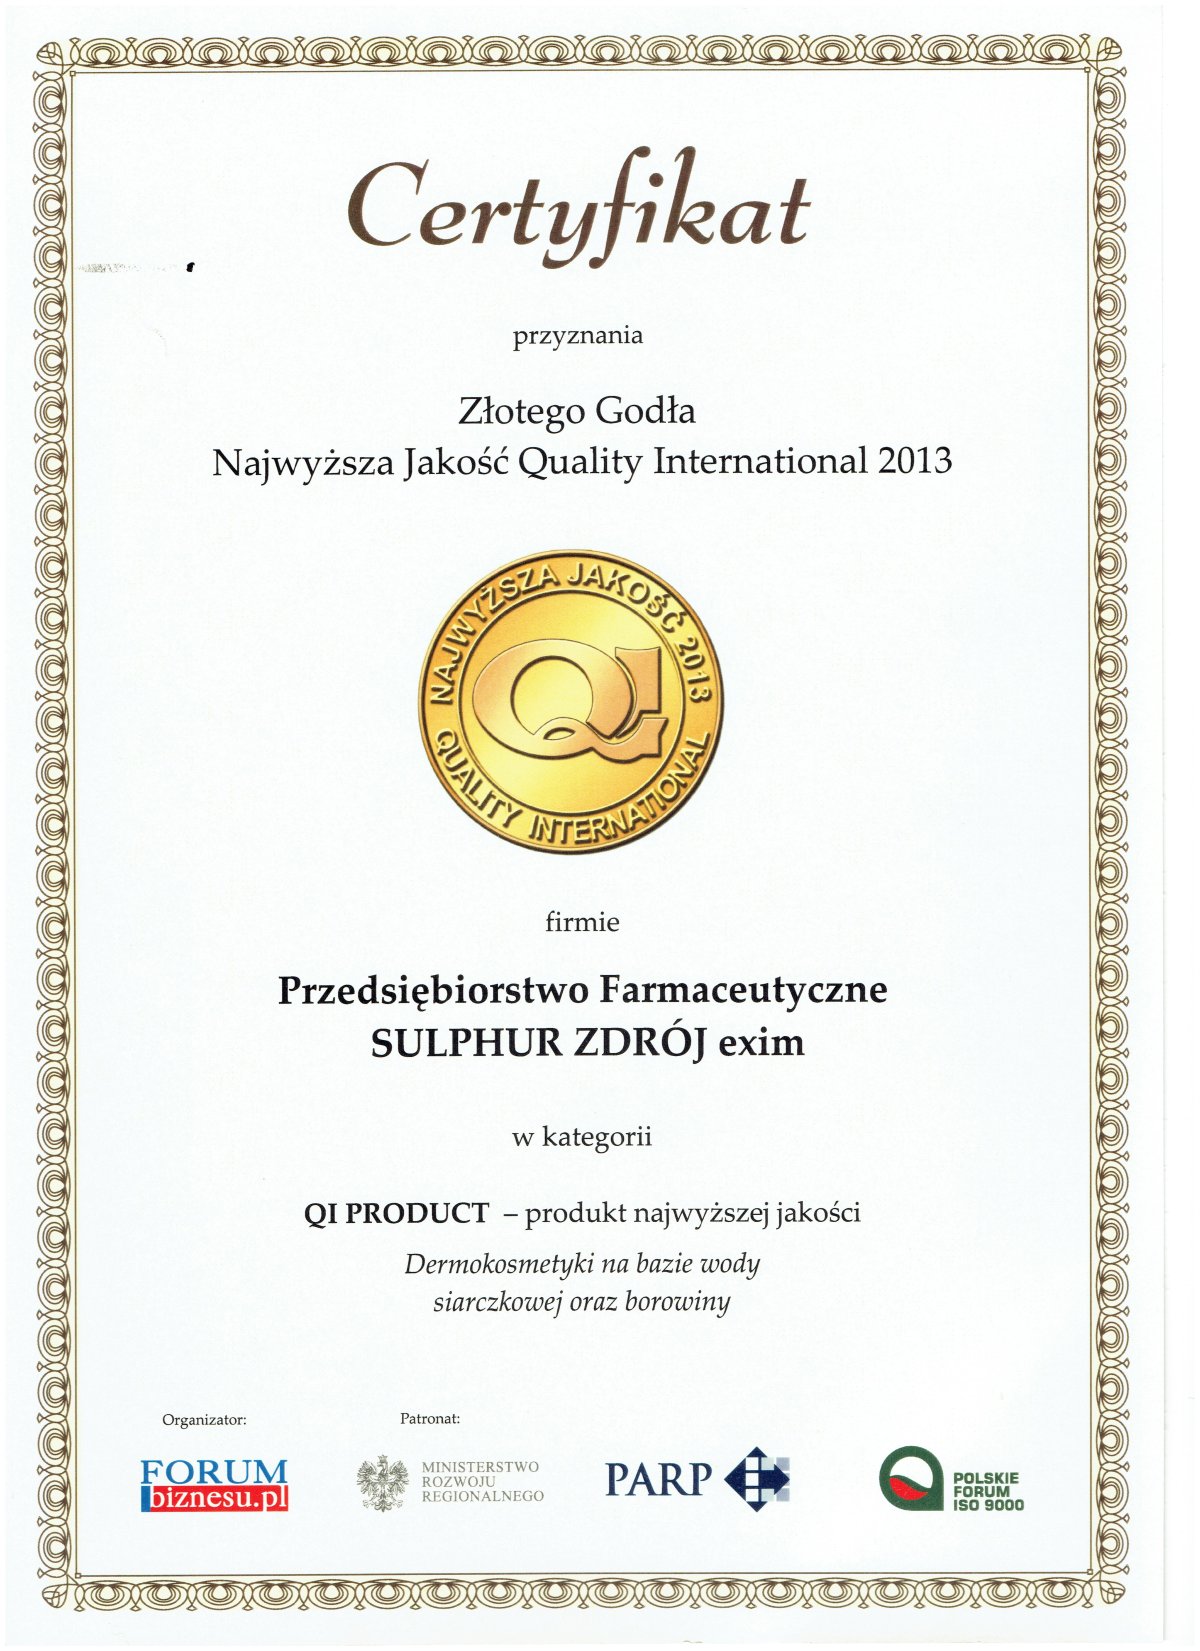 Certyfikat
przyznania
Złotego Godła
Najwyższa Jakość Quality International 2013
NAJWYŻSZA JAKOŚĆ 2013
QI
QUALITY INTERNATIONAL
firmie
Przedsiębiorstwo Farmaceutyczne
SULPHUR ZDRÓJ exim
w kategorii
QI PRODUCT – produkt najwyższej jakości
Dermokosmetyki na bazie wody
siarczkowej oraz borowiny
Organizator:
Patronat:
FORUM
biznesu.pl
MINISTERSTWO
ROZWOJU
REGIONALNEGO
PARP
POLSKIE
FORUM
ISO 9000